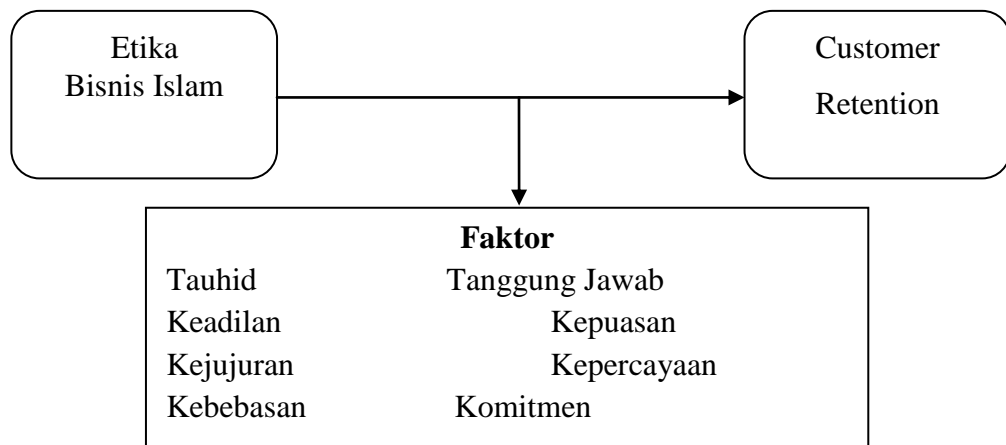 Etika
Bisnis Islam
Customer
Retention
Faktor
Tauhid Tanggung Jawab
Keadilan Kepuasan
Kejujuran Kepercayaan
Kebebasan Komitmen